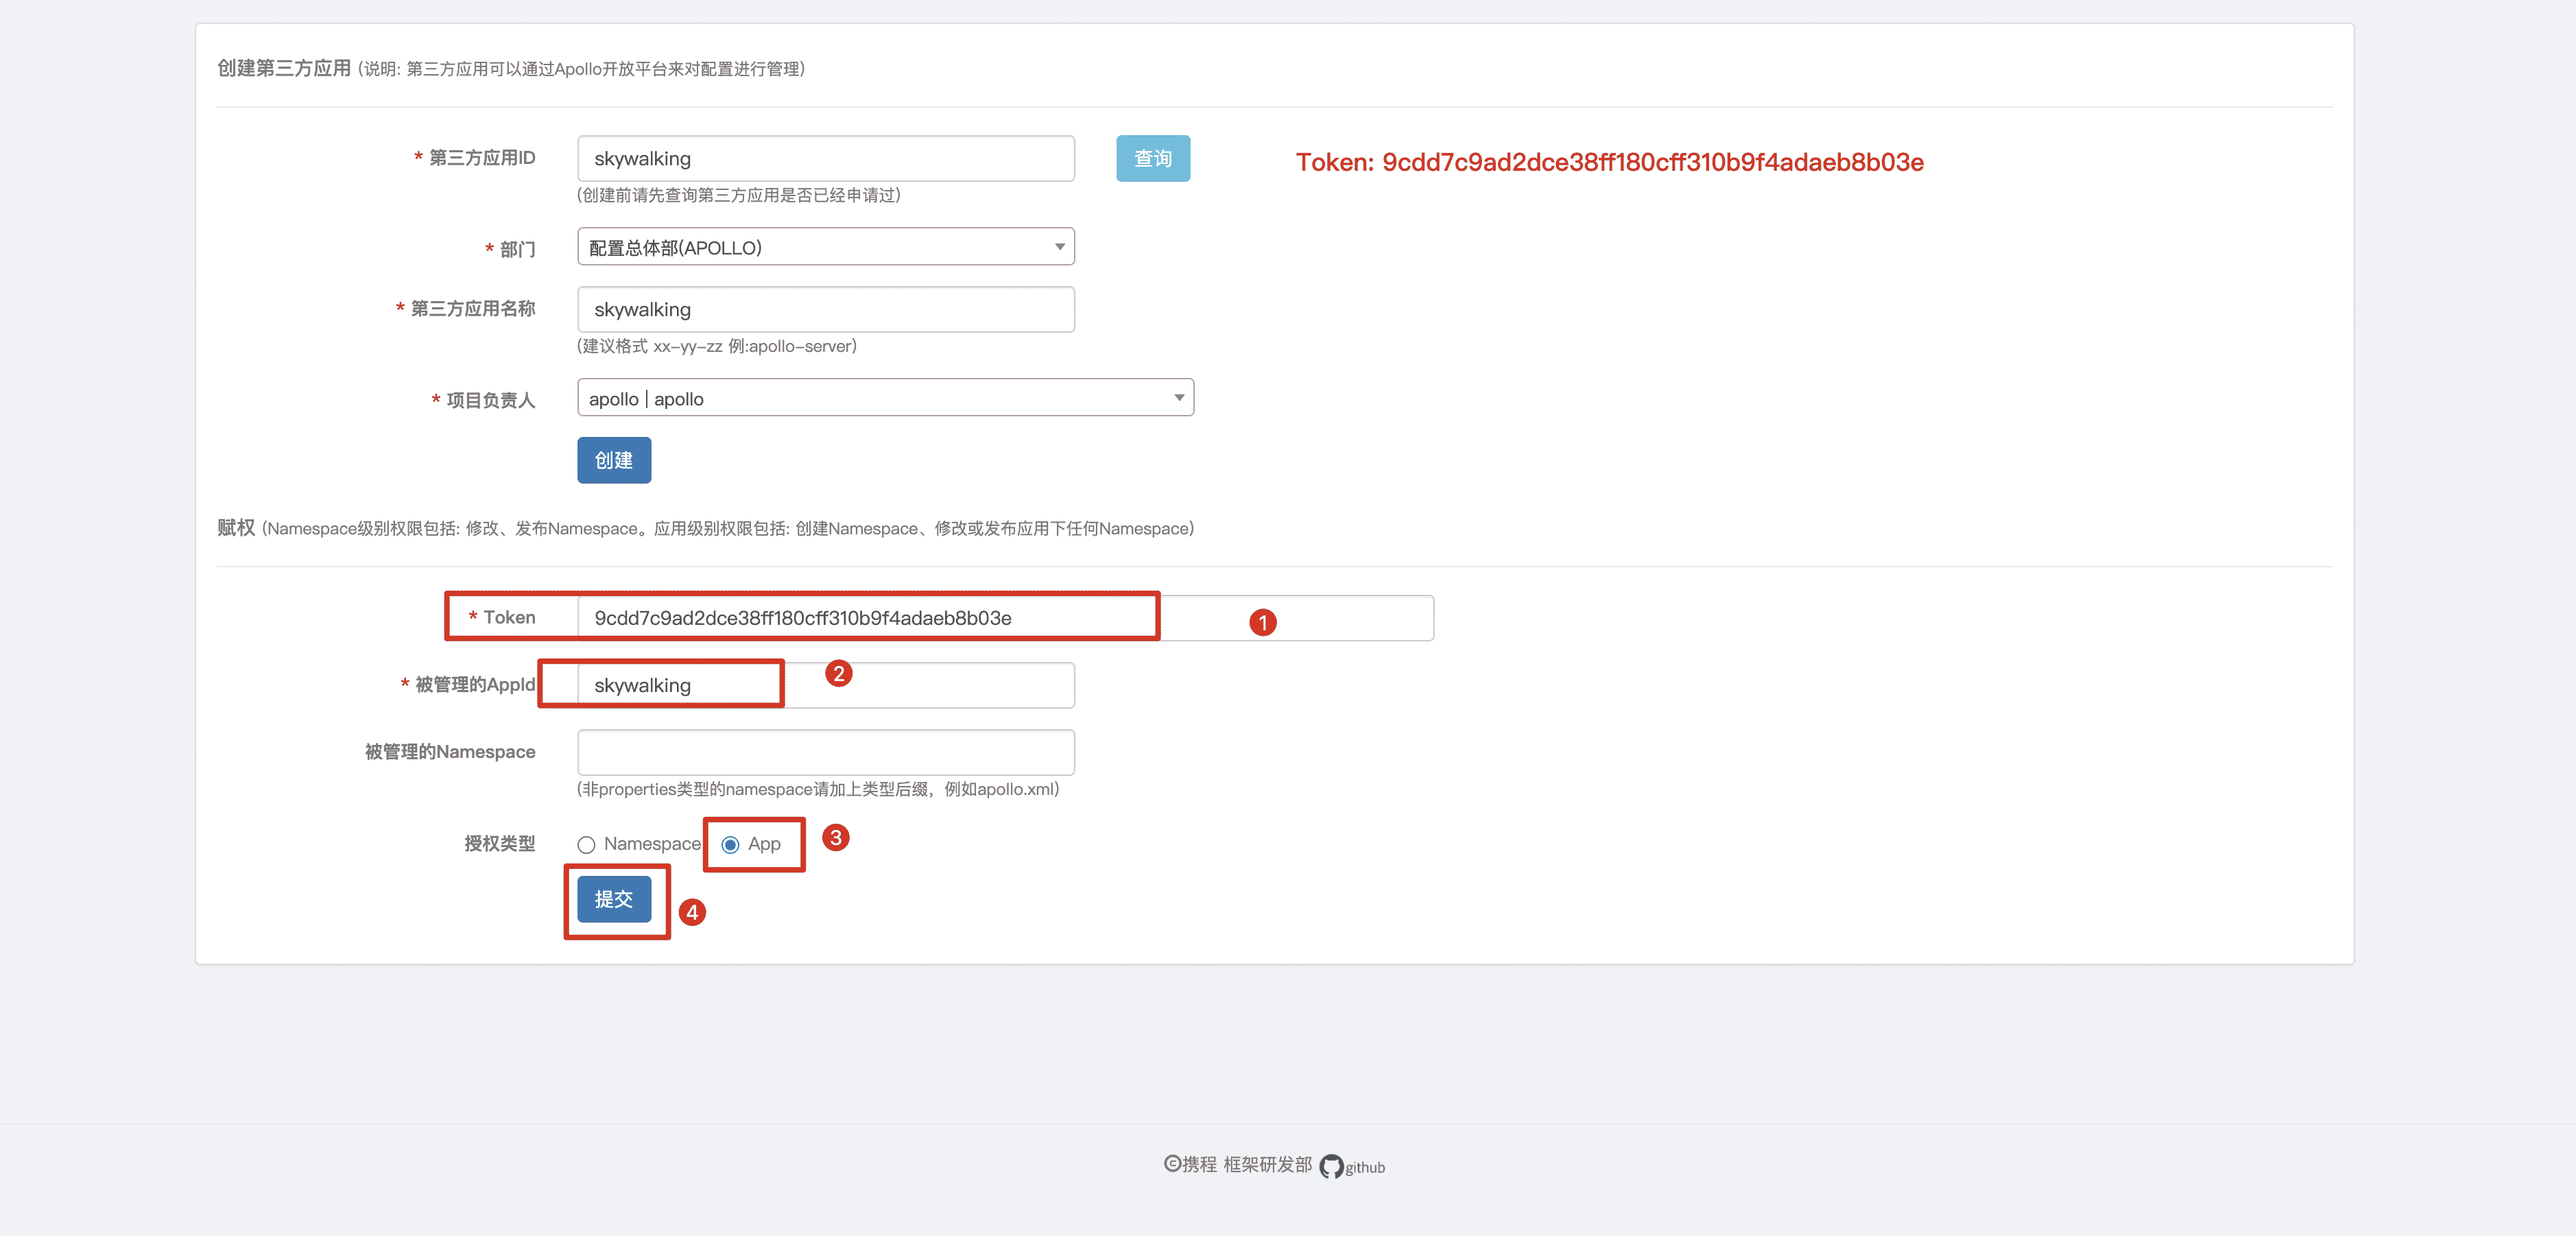 创建第三方应用 (说明: 第三方应用可以通过Apollo开放平台来对配置进行管理)
* 第三方应用ID skywalking 查询 Token: 9cdd7c9ad2dce38ff180cff310b9f4adaeb8b03e
(创建前请先查询第三方应用是否已经申请过)
* 部门 配置总体部(APOLLO)
* 第三方应用名称 skywalking
(建议格式 xx-yy-zz 例:apollo-server)
* 项目负责人 apollo | apollo
创建
赋权 (Namespace级别权限包括: 修改、发布Namespace。应用级别权限包括: 创建Namespace、修改或发布应用下任何Namespace)
* Token 9cdd7c9ad2dce38ff180cff310b9f4adaeb8b03e 1
* 被管理的AppId skywalking 2
被管理的Namespace
(非properties类型的namespace请加上类型后缀，例如apollo.xml)
授权类型 Namespace App 3
提交 4
©携程 框架研发部 github